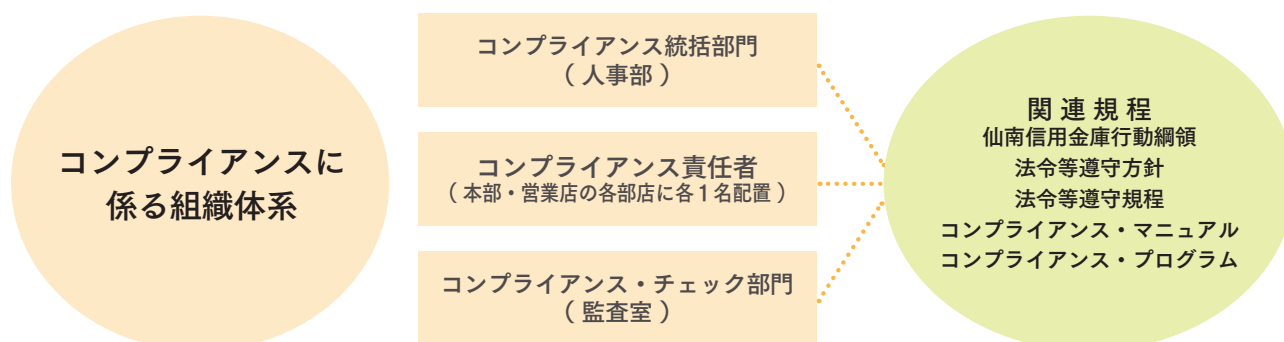 コンプライアンスに
係る組織体系
コンプライアンス統括部門
（ 人事部 ）
コンプライアンス責任者
（ 本部・営業店の各部店に各１名配置 ）
コンプライアンス・チェック部門
（ 監査室 ）
関 連 規 程
仙南信用金庫行動綱領
法令等遵守方針
法令等遵守規程
コンプライアンス・マニュアル
コンプライアンス・プログラム